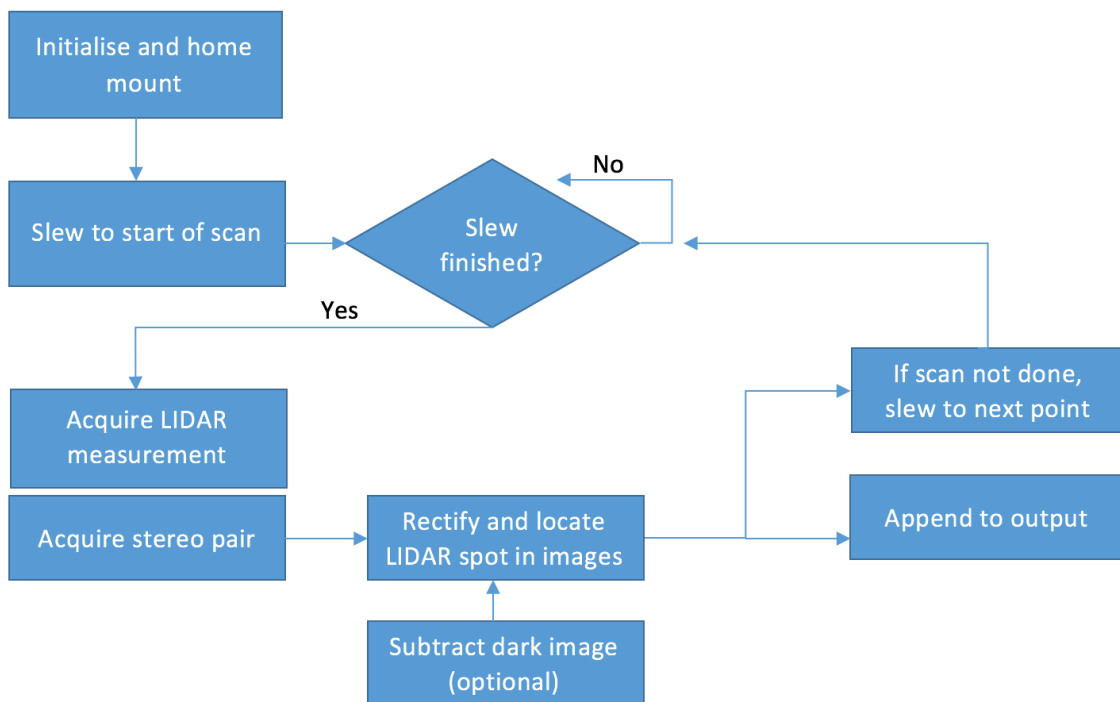 Initialise and home
mount
Slew to start of scan
Slew
finished?
No
Yes
Acquire LIDAR
measurement
Acquire stereo pair
Rectify and locate
LIDAR spot in images
Subtract dark image
(optional)
If scan not done,
slew to next point
Append to output